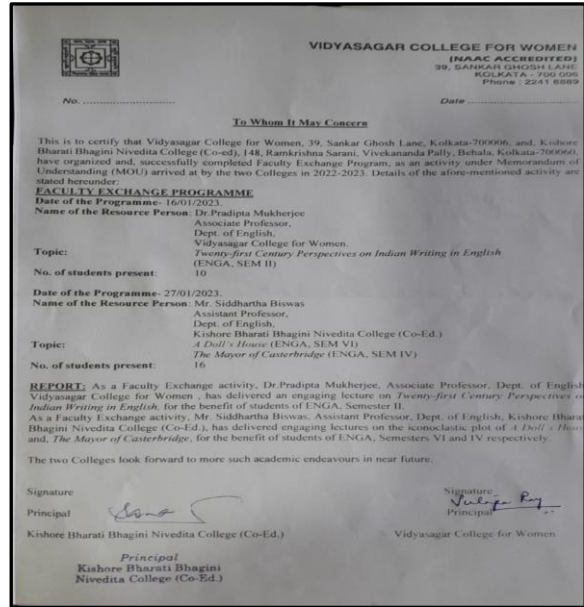 VIDYASAGAR COLLEGE FOR WOMEN
(NAAC ACCREDITED)
39, SANKAR GHOSH LANE
KOLKATA - 700 006
Phone : 2241 8889
No. ............................
Date ............................
To Whom It May Concern
This is to certify that Vidyasagar College for Women, 39, Sankar Ghosh Lane, Kolkata-700006, and, Kishore
Bharati Bhagini Nivedita College (Co-ed), 148, Ramkrishna Sarani, Vivekananda Pally, Behala, Kolkata-700060,
have organized and, successfully completed Faculty Exchange Program, as an activity under Memorandum of
Understanding (MOU) arrived at by the two Colleges in 2022-2023. Details of the afore-mentioned activity are
stated hereunder:
FACULTY EXCHANGE PROGRAMME
Date of the Programme- 16/01/2023.
Name of the Resource Person: Dr.Pradipta Mukherjee
Associate Professor,
Dept. of English,
Vidyasagar College for Women.
Topic: Twenty-first Century Perspectives on Indian Writing in English
(ENGA, SEM II)
No. of students present: 10
Date of the Programme- 27/01/2023.
Name of the Resource Person: Mr. Siddhartha Biswas
Assistant Professor,
Dept. of English,
Kishore Bharati Bhagini Nivedita College (Co-Ed.)
Topic: A Doll's House (ENGA, SEM VI)
The Mayor of Casterbridge (ENGA, SEM IV)
No. of students present: 16
REPORT: As a Faculty Exchange activity, Dr.Pradipta Mukherjee, Associate Professor, Dept. of English
Vidyasagar College for Women , has delivered an engaging lecture on Twenty-first Century Perspectives o
Indian Writing in English, for the benefit of students of ENGA, Semester II.
As a Faculty Exchange activity, Mr. Siddhartha Biswas, Assistant Professor, Dept. of English, Kishore Bhara
Bhagini Nivedita College (Co-Ed.), has delivered engaging lectures on the iconoclastic plot of A Doll's Hous
and, The Mayor of Casterbridge, for the benefit of students of ENGA, Semesters VI and IV respectively.
The two Colleges look forward to more such academic endeavours in near future.
Signature
Signature
Principal
Principal
Kishore Bharati Bhagini Nivedita College (Co-Ed.)
Vidyasagar College for Women
Principal
Kishore Bharati Bhagini
Nivedita College (Co-Ed.)